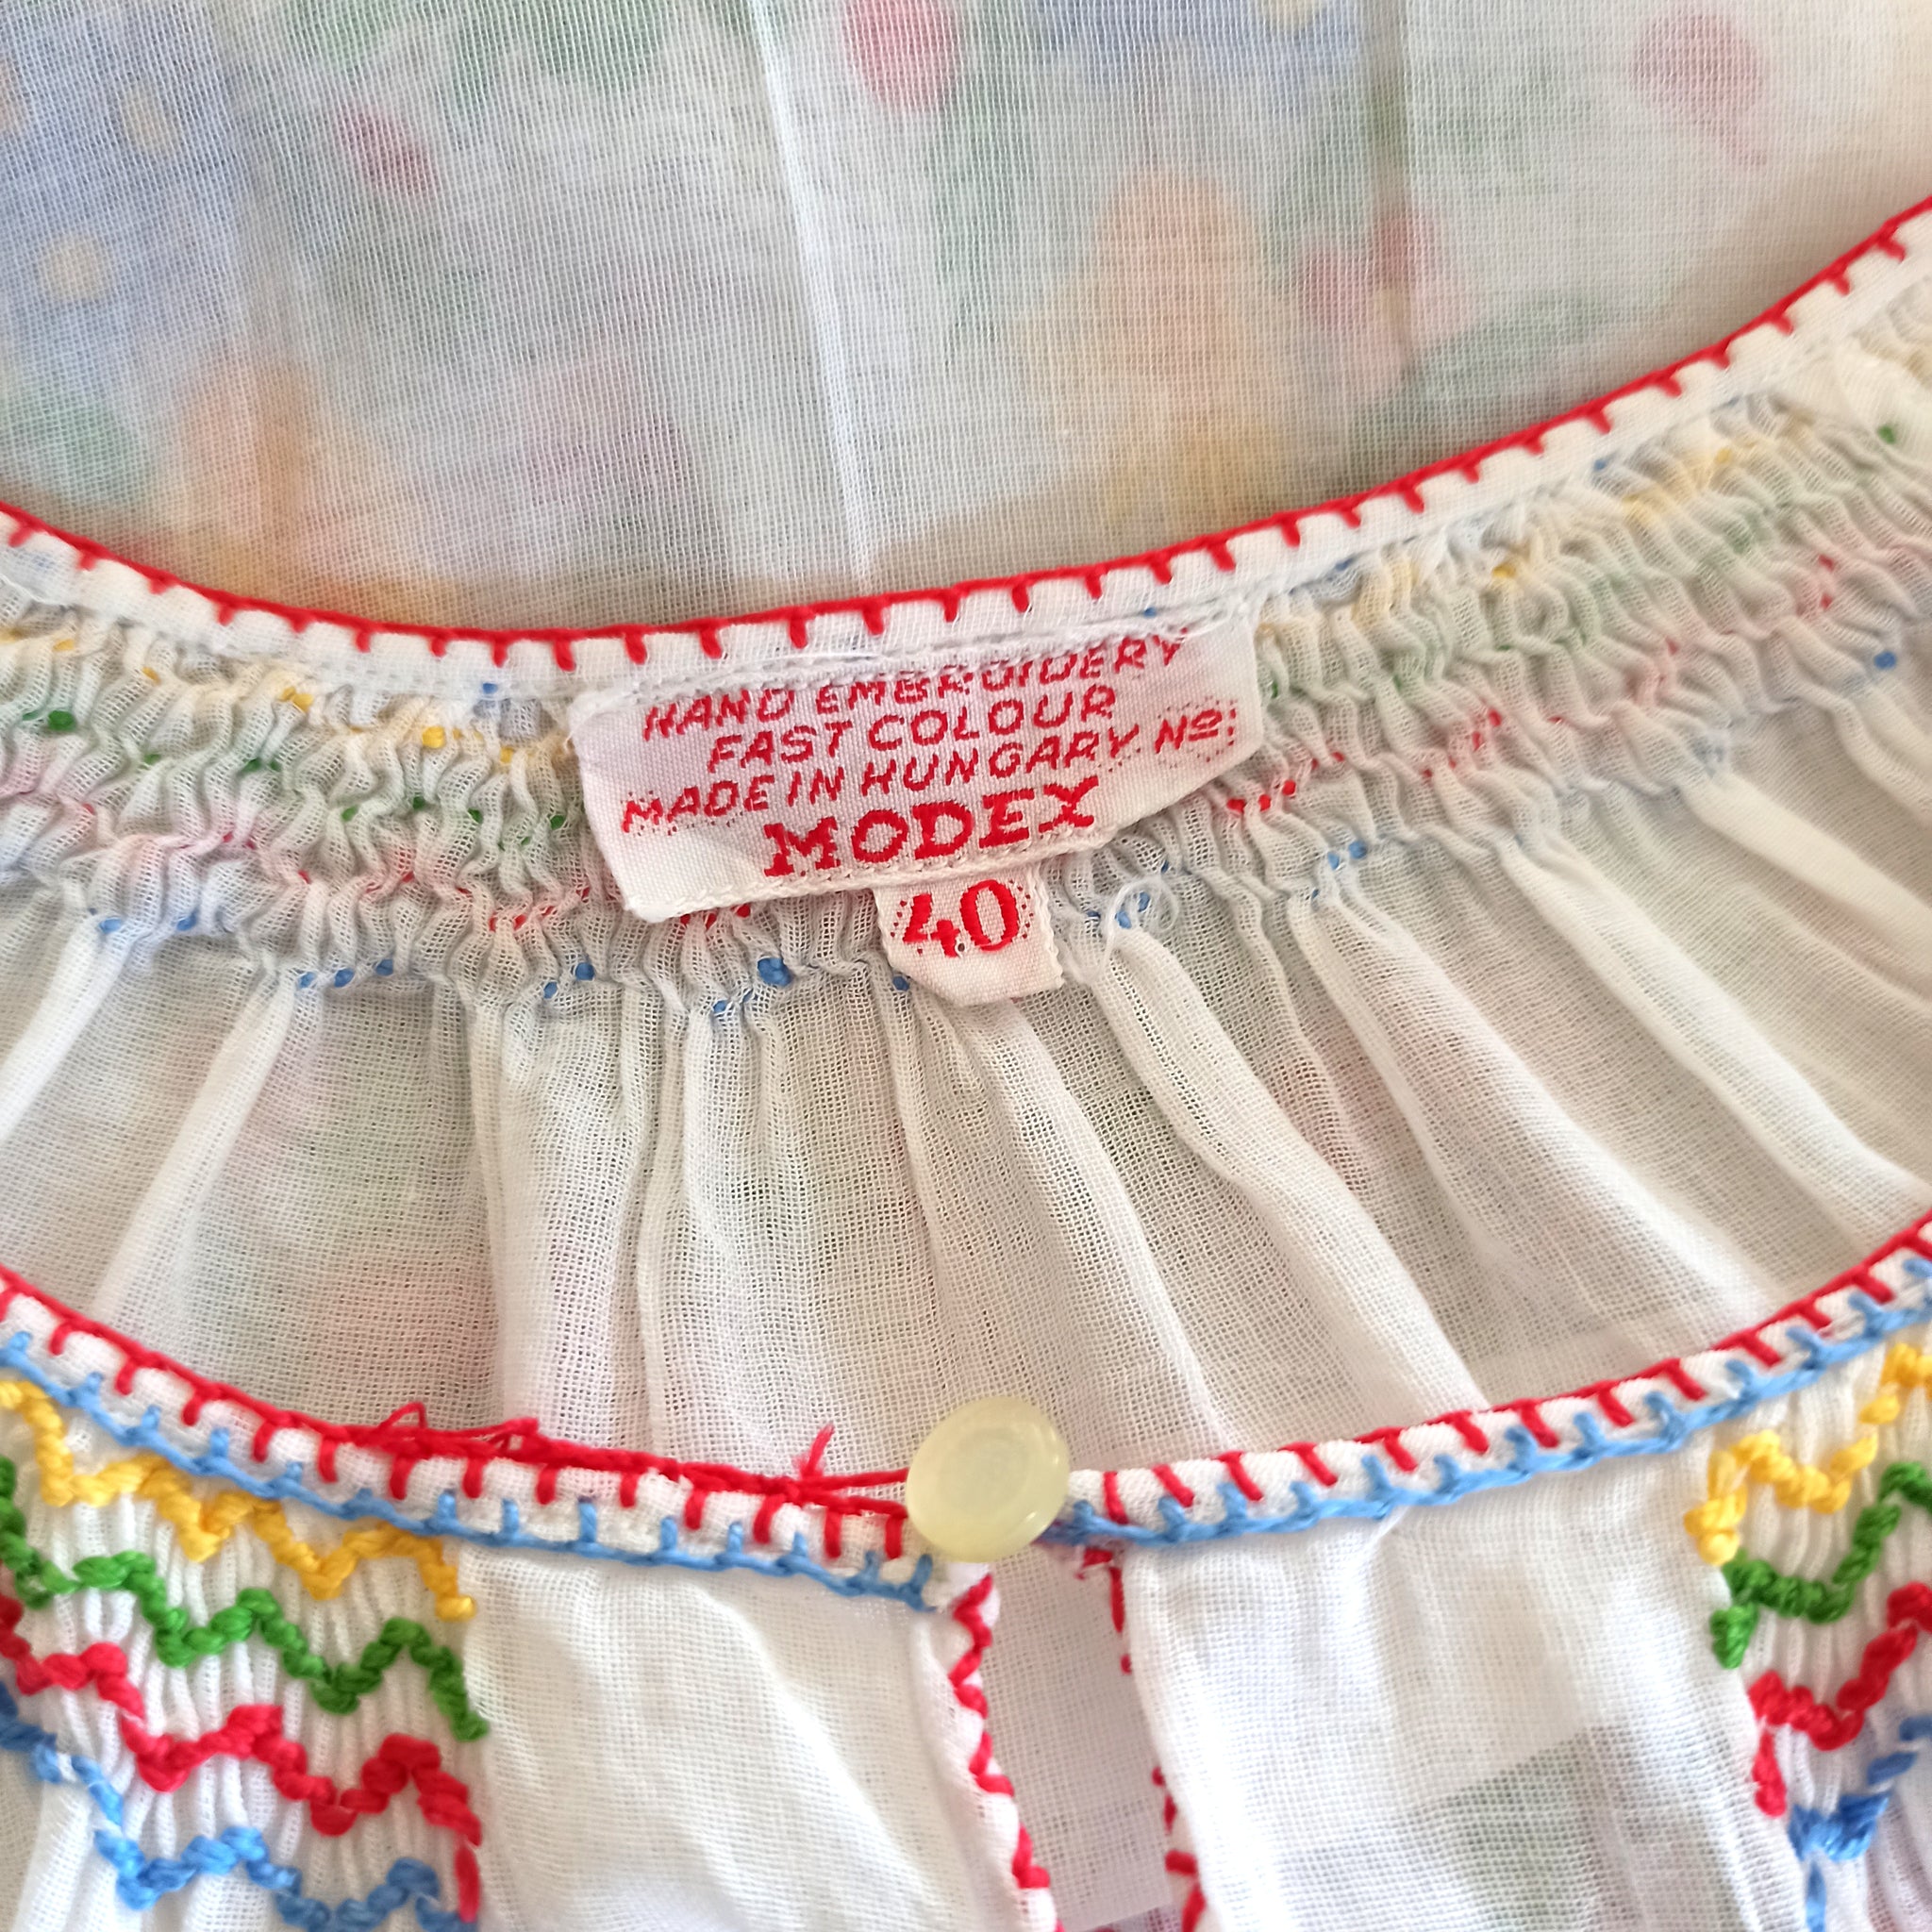 HAND EMBROIDERY
FAST COLOUR
MADE IN HUNGARY Nº:
MODEX
40